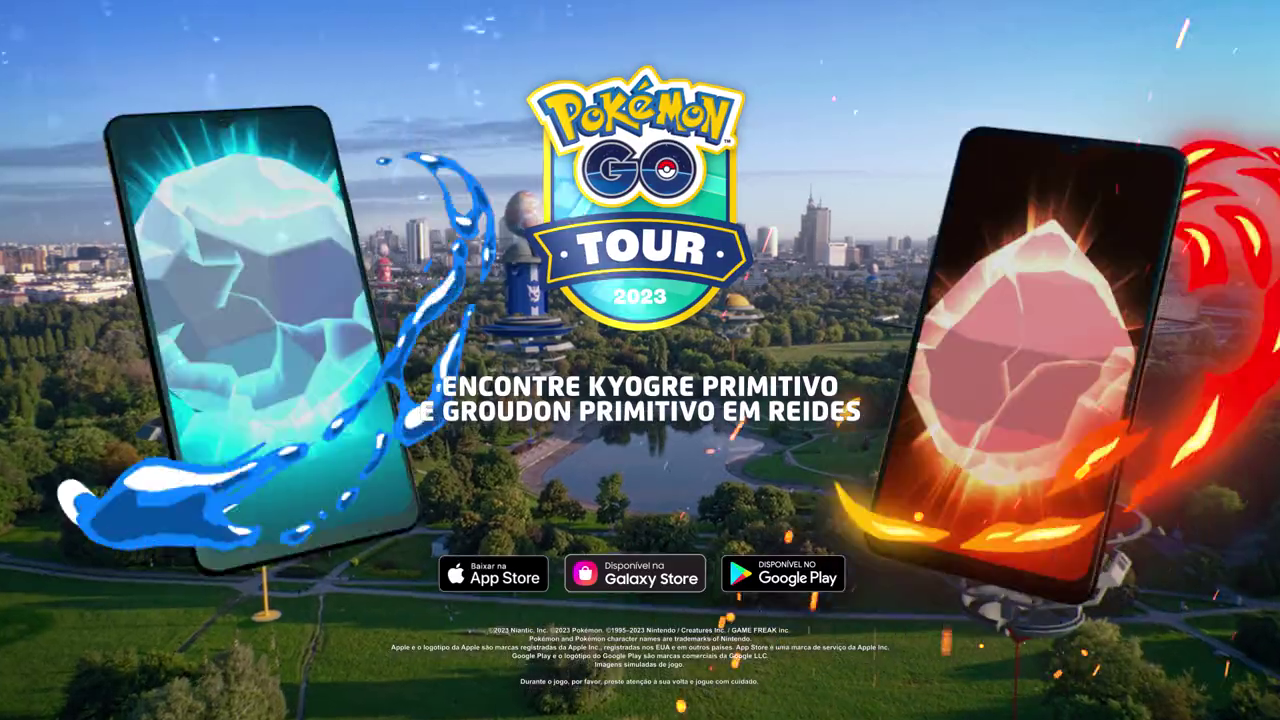 POKÉMON
GO
TOUR
2023
ENCONTRE KYOGRE PRIMITIVO
E GROUDON PRIMITIVO EM REIDES
Baixar na
App Store
Disponível na
Galaxy Store
DISPONÍVEL NO
Google Play
©2023 Niantic, Inc. ©2023 Pokémon. ©1995–2023 Nintendo / Creatures Inc. / GAME FREAK inc.
Pokémon and Pokémon character names are trademarks of Nintendo.
Apple e o logotipo da Apple são marcas registradas da Apple Inc., registradas nos EUA e em outros países. App Store é uma marca de serviço da Apple Inc.
Google Play e o logótipo do Google Play são marcas comerciais da Google LLC.
Imagens simuladas de jogo.
Durante o jogo, por favor, preste atenção à sua volta e jogue com cuidado.